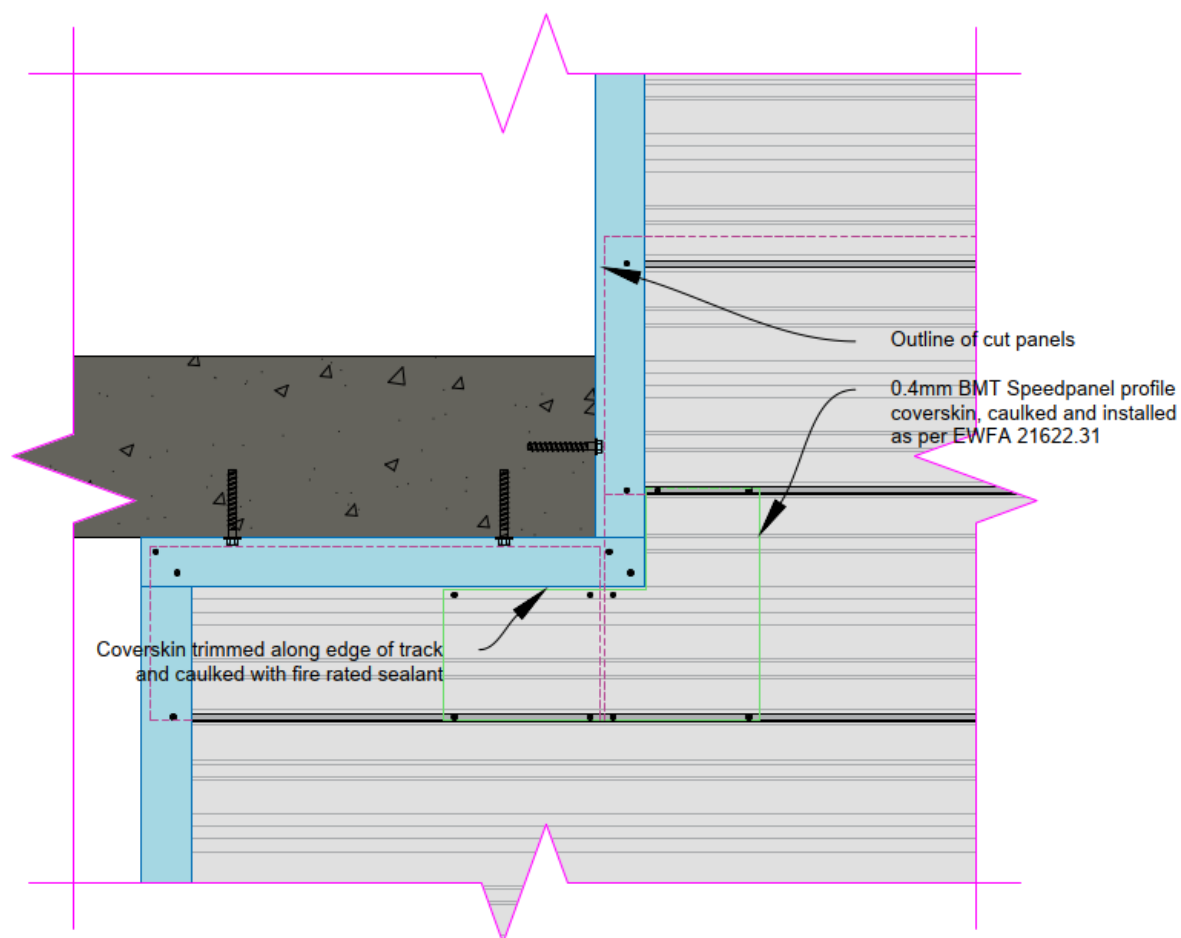 Outline of cut panels
0.4mm BMT Speedpanel profile
coverskin, caulked and installed
as per EWFA 21622.31
Coverskin trimmed along edge of track
and caulked with fire rated sealant